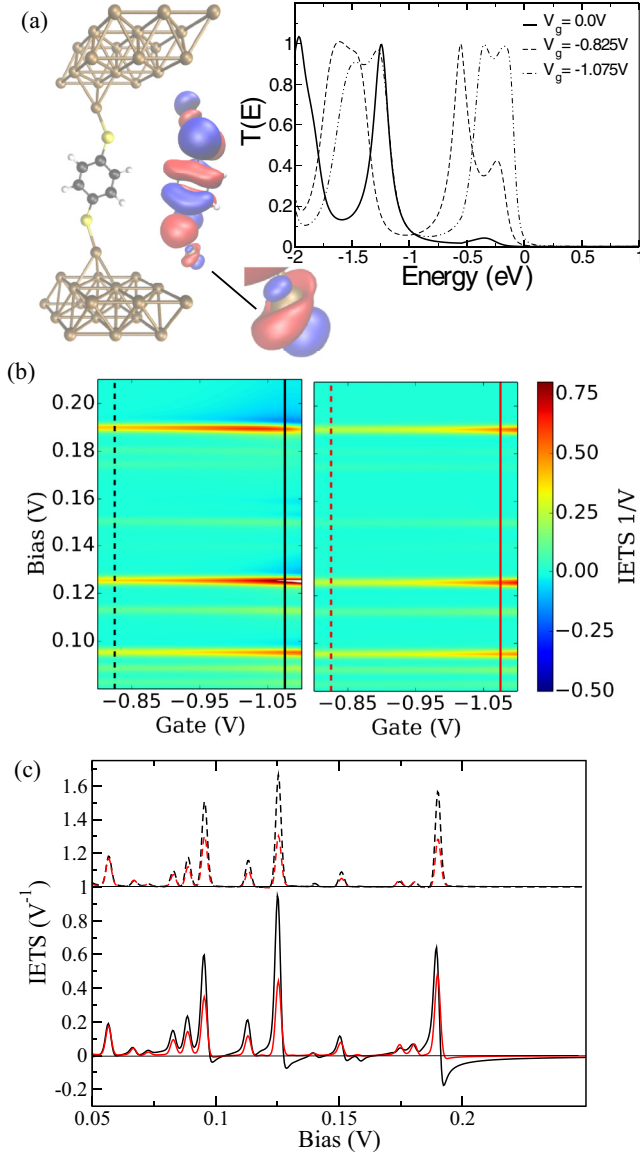 (a)
V_g = 0.0V
V_g = -0.825V
V_g = -1.075V
T(E)
1
0.8
0.6
0.4
0.2
0
-2 -1.5 -1 -0.5 0 0.5 1
Energy (eV)
(b)
0.20
0.18
0.16
0.14
0.12
0.10
Bias (V)
−0.85 −0.95 −1.05
Gate (V)
−0.85 −0.95 −1.05
Gate (V)
0.75
0.50
0.25
0.00
−0.25
−0.50
IETS 1/V
(c)
1.6
1.4
1.2
1
0.8
0.6
0.4
0.2
0
-0.2
IETS (V⁻¹)
0.05 0.1 0.15 0.2
Bias (V)